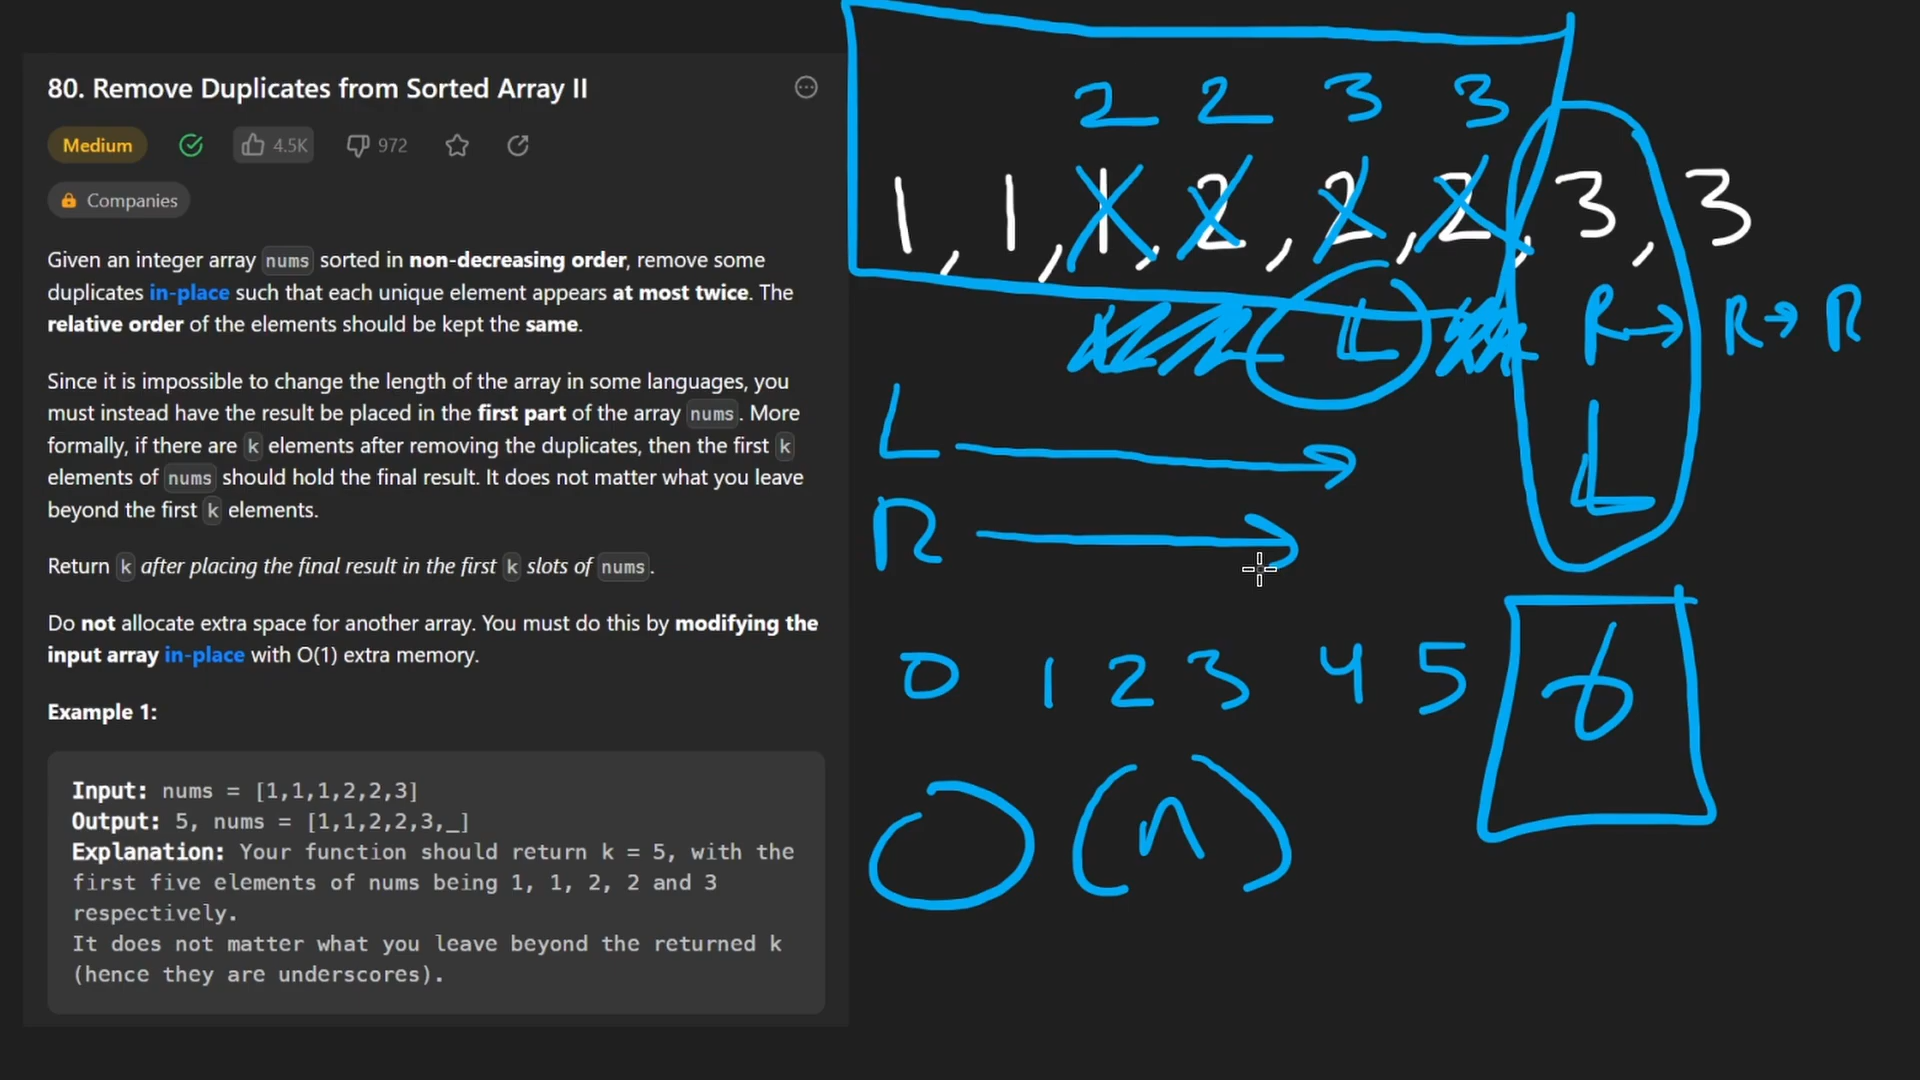 80. Remove Duplicates from Sorted Array II
Medium 4.5K 972
Companies
Given an integer array nums sorted in non-decreasing order, remove some
duplicates in-place such that each unique element appears at most twice. The
relative order of the elements should be kept the same.
Since it is impossible to change the length of the array in some languages, you
must instead have the result be placed in the first part of the array nums. More
formally, if there are k elements after removing the duplicates, then the first k
elements of nums should hold the final result. It does not matter what you leave
beyond the first k elements.
Return k after placing the final result in the first k slots of nums.
Do not allocate extra space for another array. You must do this by modifying the
input array in-place with O(1) extra memory.
Example 1:
Input: nums = [1,1,1,2,2,3]
Output: 5, nums = [1,1,2,2,3,_]
Explanation: Your function should return k = 5, with the
first five elements of nums being 1, 1, 2, 2 and 3
respectively.
It does not matter what you leave beyond the returned k
(hence they are underscores).
2 2 3 3
1, 1, 1, 2, 2, 2, 3, 3
L R → R → R
L → L
R →
0 1 2 3 4 5 6
O(n)